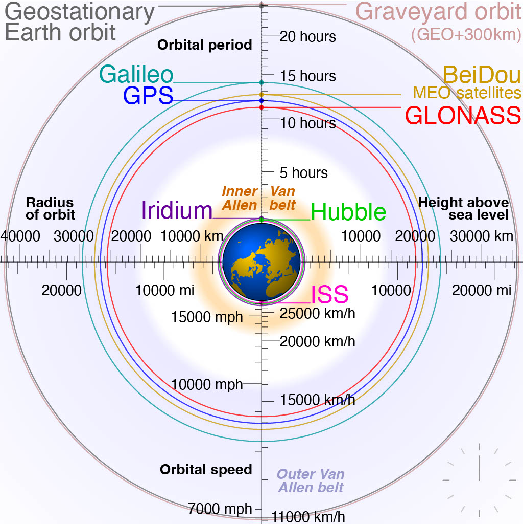 Geostationary
Earth orbit
Graveyard orbit
(GEO+300km)
Orbital period
20 hours
Galileo
15 hours
BeiDou
GPS
MEO satellites
GLONASS
10 hours
5 hours
Inner Van
Allen belt
Iridium
Hubble
Radius
of orbit
Height above
sea level
40000
30000
20000
10000 km
10000
20000
30000 km
20000
10000 mi
10000
20000 mi
ISS
15000 mph
25000 km/h
20000 km/h
10000 mph
15000 km/h
Orbital speed
Outer Van
Allen belt
7000 mph
11000 km/h